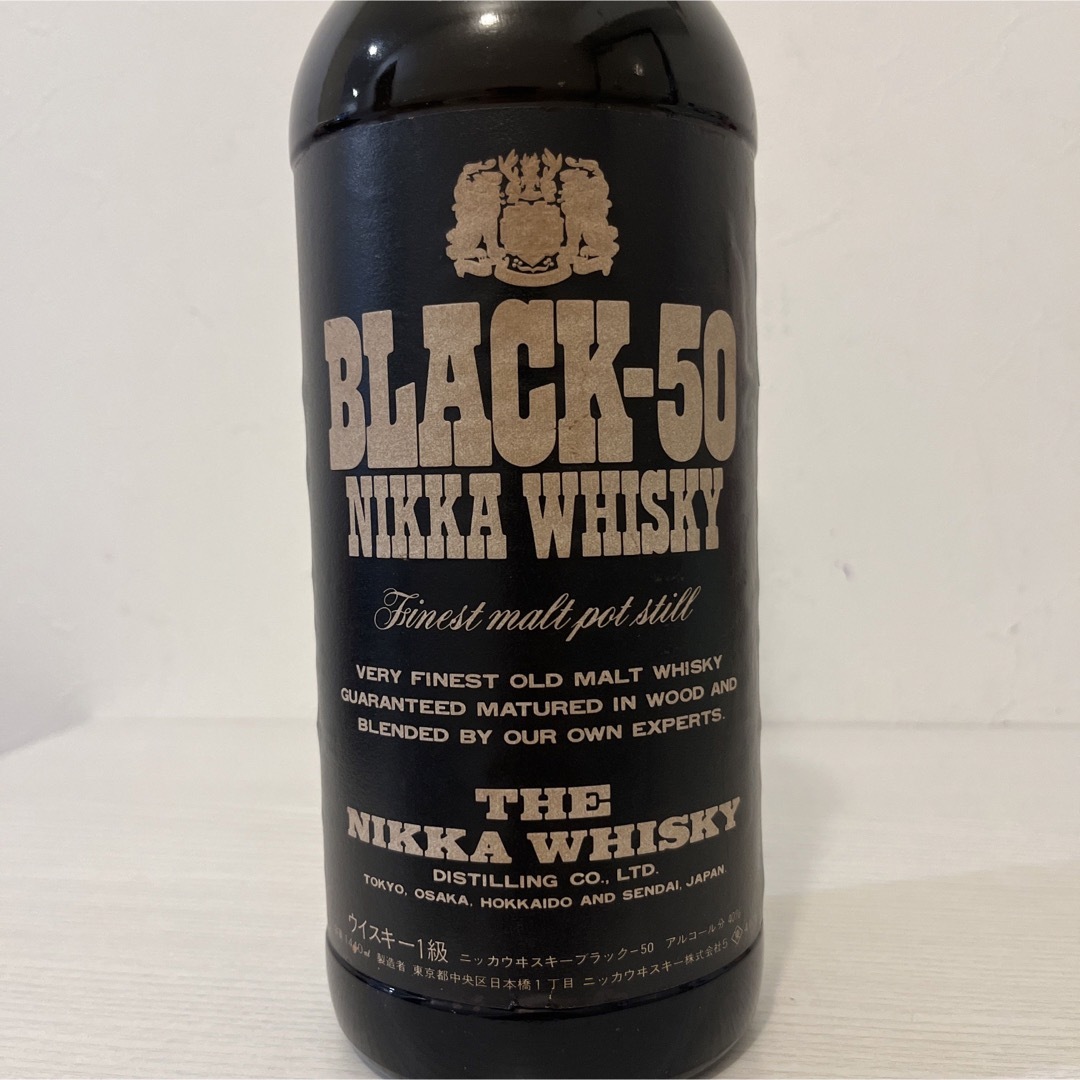 BLACK-50
NIKKA WHISKY
Finest malt pot still
VERY FINEST OLD MALT WHISKY
GUARANTEED MATURED IN WOOD AND
BLENDED BY OUR OWN EXPERTS.
THE
NIKKA WHISKY
DISTILLING CO., LTD.
TOKYO, OSAKA, HOKKAIDO AND SENDAI, JAPAN.
ウイスキー1級 ニッカウヰスキーブラック-50 アルコール分
製造者 東京都中央区日本橋1丁目 ニッカウヰスキー株式会社